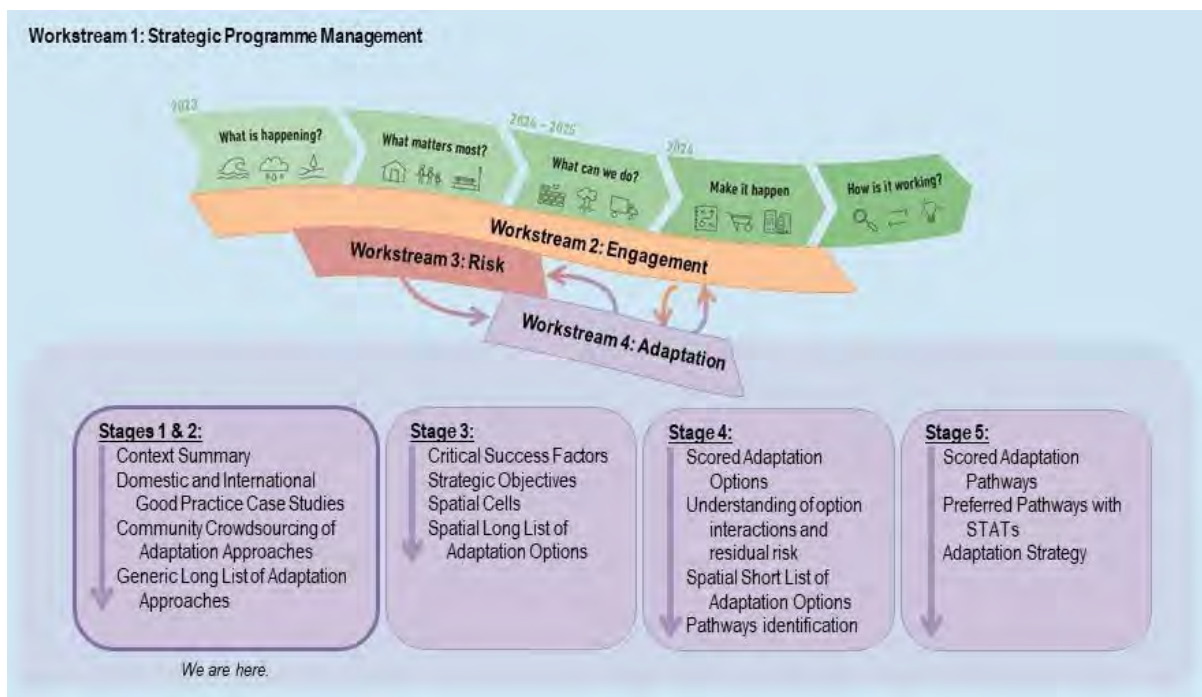 Workstream 1: Strategic Programme Management
2023
What is happening?
What matters most?
2024 - 2025
What can we do?
2026
Make it happen
How is it working?
Workstream 2: Engagement
Workstream 3: Risk
Workstream 4: Adaptation
Stages 1 & 2:
Context Summary
Domestic and International
Good Practice Case Studies
Community Crowdsourcing of
Adaptation Approaches
Generic Long List of Adaptation
Approaches
We are here.
Stage 3:
Critical Success Factors
Strategic Objectives
Spatial Cells
Spatial Long List of
Adaptation Options
Stage 4:
Scored Adaptation
Options
Understanding of option
interactions and
residual risk
Spatial Short List of
Adaptation Options
Pathways identification
Stage 5:
Scored Adaptation
Pathways
Preferred Pathways with
STATs
Adaptation Strategy